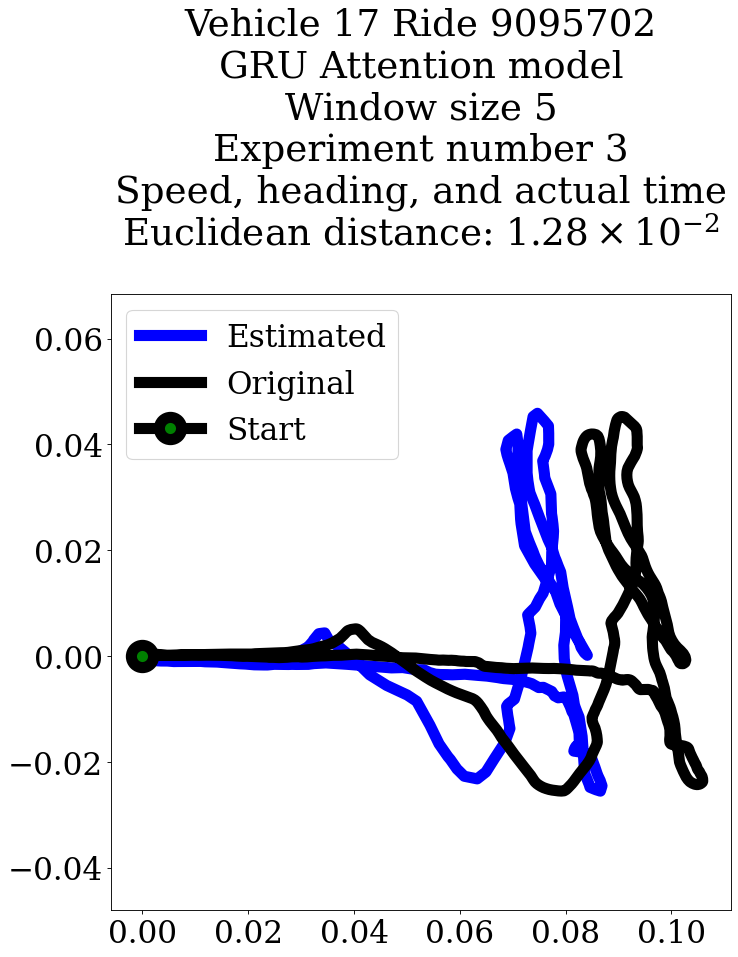 Vehicle 17 Ride 9095702
GRU Attention model
Window size 5
Experiment number 3
Speed, heading, and actual time
Euclidean distance: 1.28 × 10⁻²
Estimated
Original
Start
0.06
0.04
0.02
0.00
−0.02
−0.04
0.00 0.02 0.04 0.06 0.08 0.10